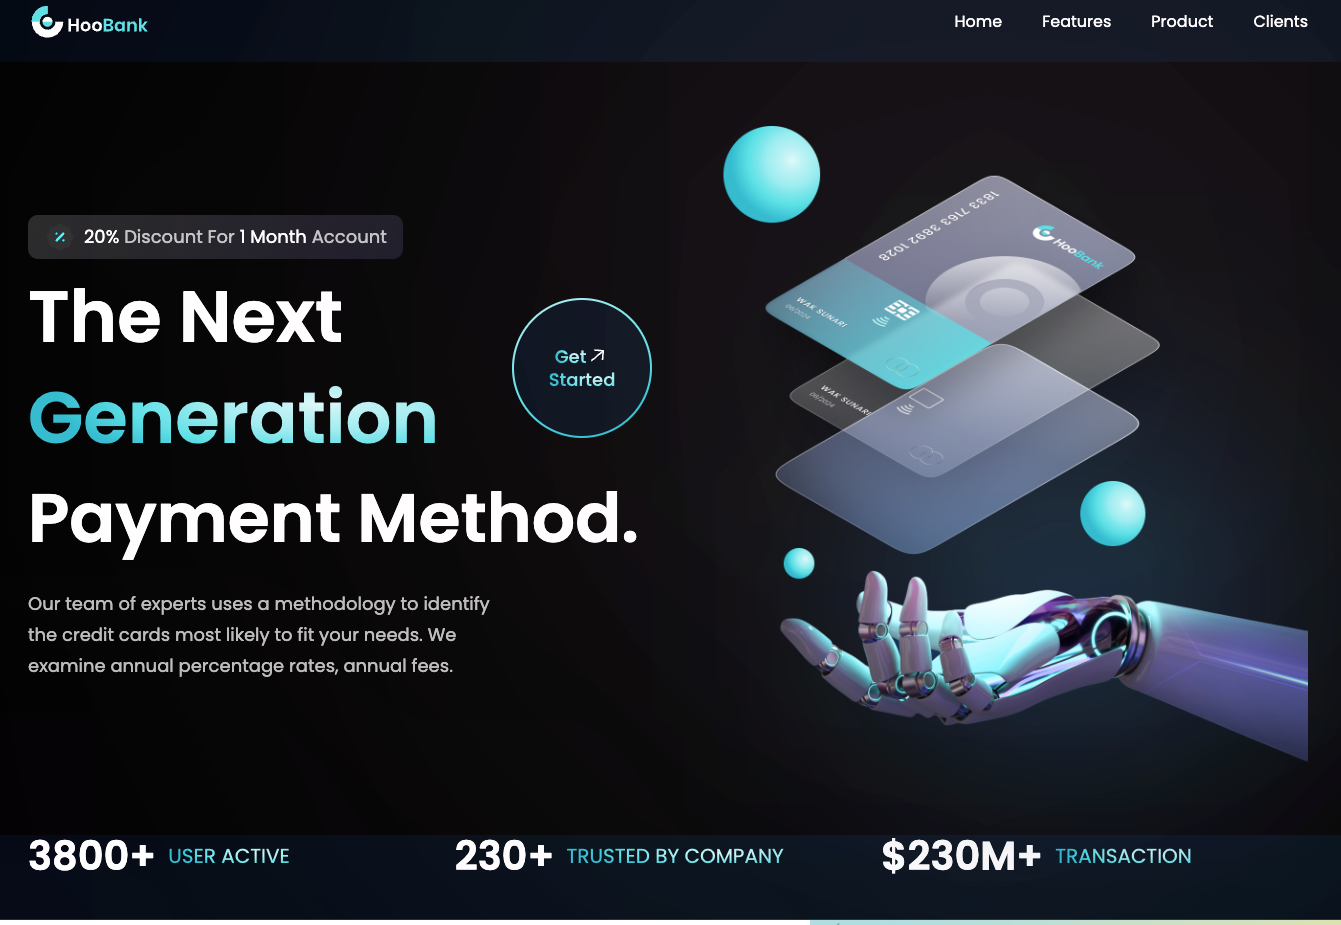 HooBank
Home Features Product Clients
20% Discount For 1 Month Account
The Next
Generation
Payment Method.
Get
Started
Our team of experts uses a methodology to identify
the credit cards most likely to fit your needs. We
examine annual percentage rates, annual fees.
1833 7163 3892 1028
HooBank
WAK SUNARI
06/2024
WAK SUNARI
06/2024
3800+ USER ACTIVE
230+ TRUSTED BY COMPANY
$230M+ TRANSACTION